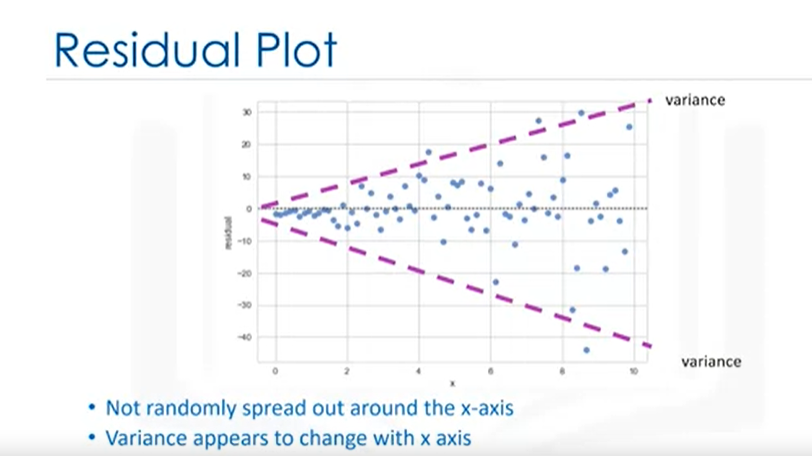 Residual Plot
variance
30
20
10
0
-10
-20
-30
-40
residual
0 2 4 6 8 10
x
variance
• Not randomly spread out around the x-axis
• Variance appears to change with x axis